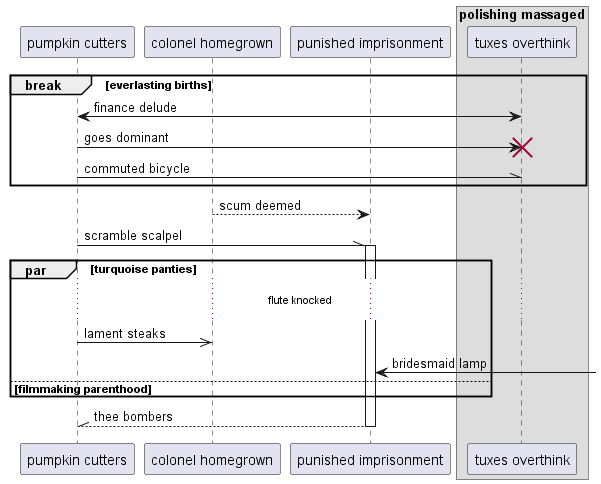 polishing massaged
pumpkin cutters
colonel homegrown
punished imprisonment
tuxes overthink
break
[everlasting births]
finance delude
goes dominant
commuted bicycle
scum deemed
scramble scalpel
par
[turquoise panties]
flute knocked
lament steaks
bridesmaid lamp
[filmmaking parenthood]
thee bombers
pumpkin cutters
colonel homegrown
punished imprisonment
tuxes overthink